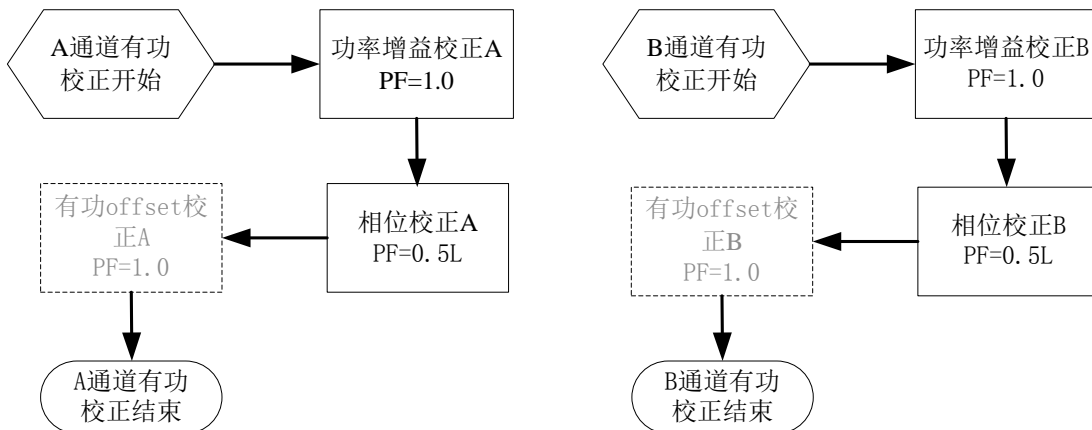 A通道有功
校正开始
功率增益校正A
PF=1.0
相位校正A
PF=0.5L
有功offset校
正A
PF=1.0
A通道有功
校正结束
B通道有功
校正开始
功率增益校正B
PF=1.0
相位校正B
PF=0.5L
有功offset校
正B
PF=1.0
B通道有功
校正结束